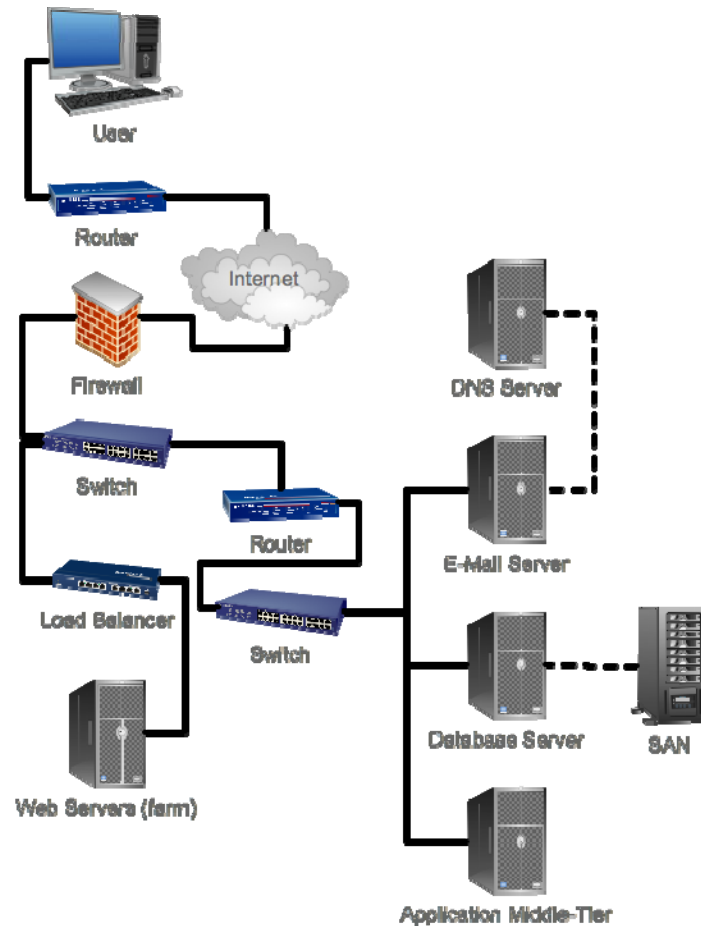 User
Router
Internet
Firewall
DNS Server
Switch
Router
E-Mail Server
Load Balancer
Switch
Database Server
SAN
Web Servers (farm)
Application Middle-Tier